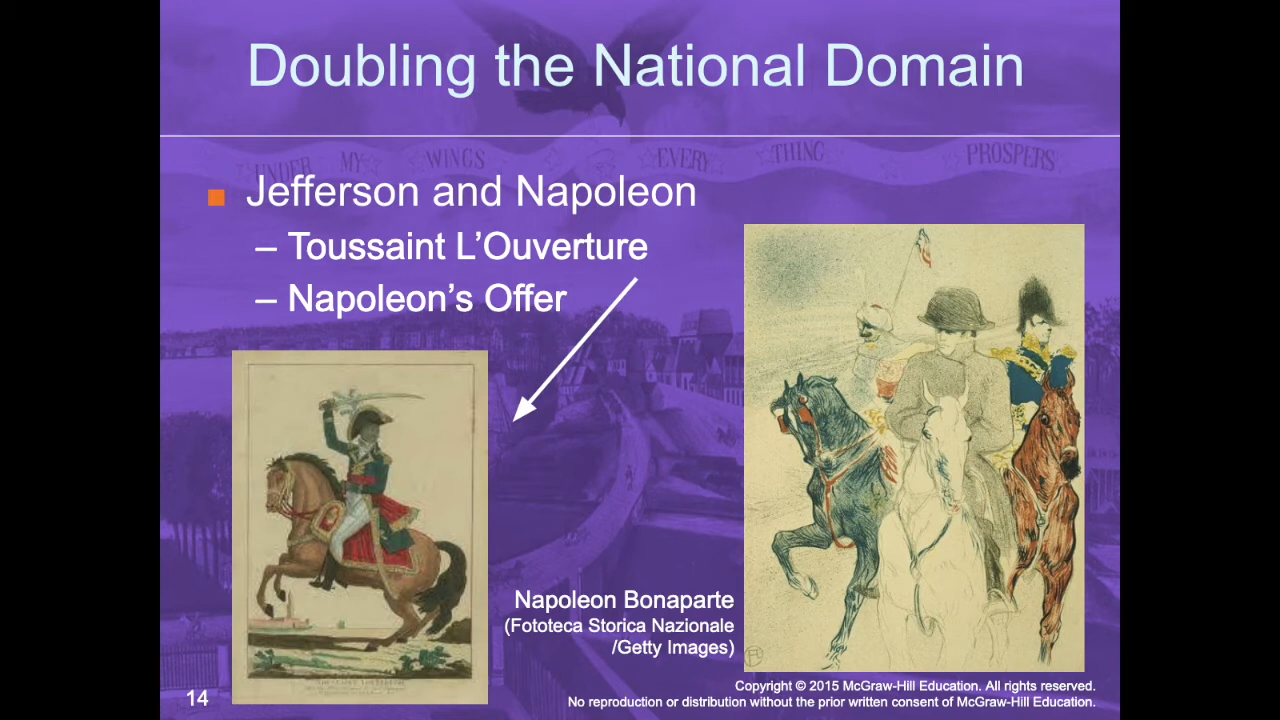 Doubling the National Domain
UNDER MY WINGS EVERY THING PROSPERS
■ Jefferson and Napoleon
– Toussaint L’Ouverture
– Napoleon’s Offer
Napoleon Bonaparte
(Fototeca Storica Nazionale
/Getty Images)
14
Copyright © 2015 McGraw-Hill Education. All rights reserved.
No reproduction or distribution without the prior written consent of McGraw-Hill Education.